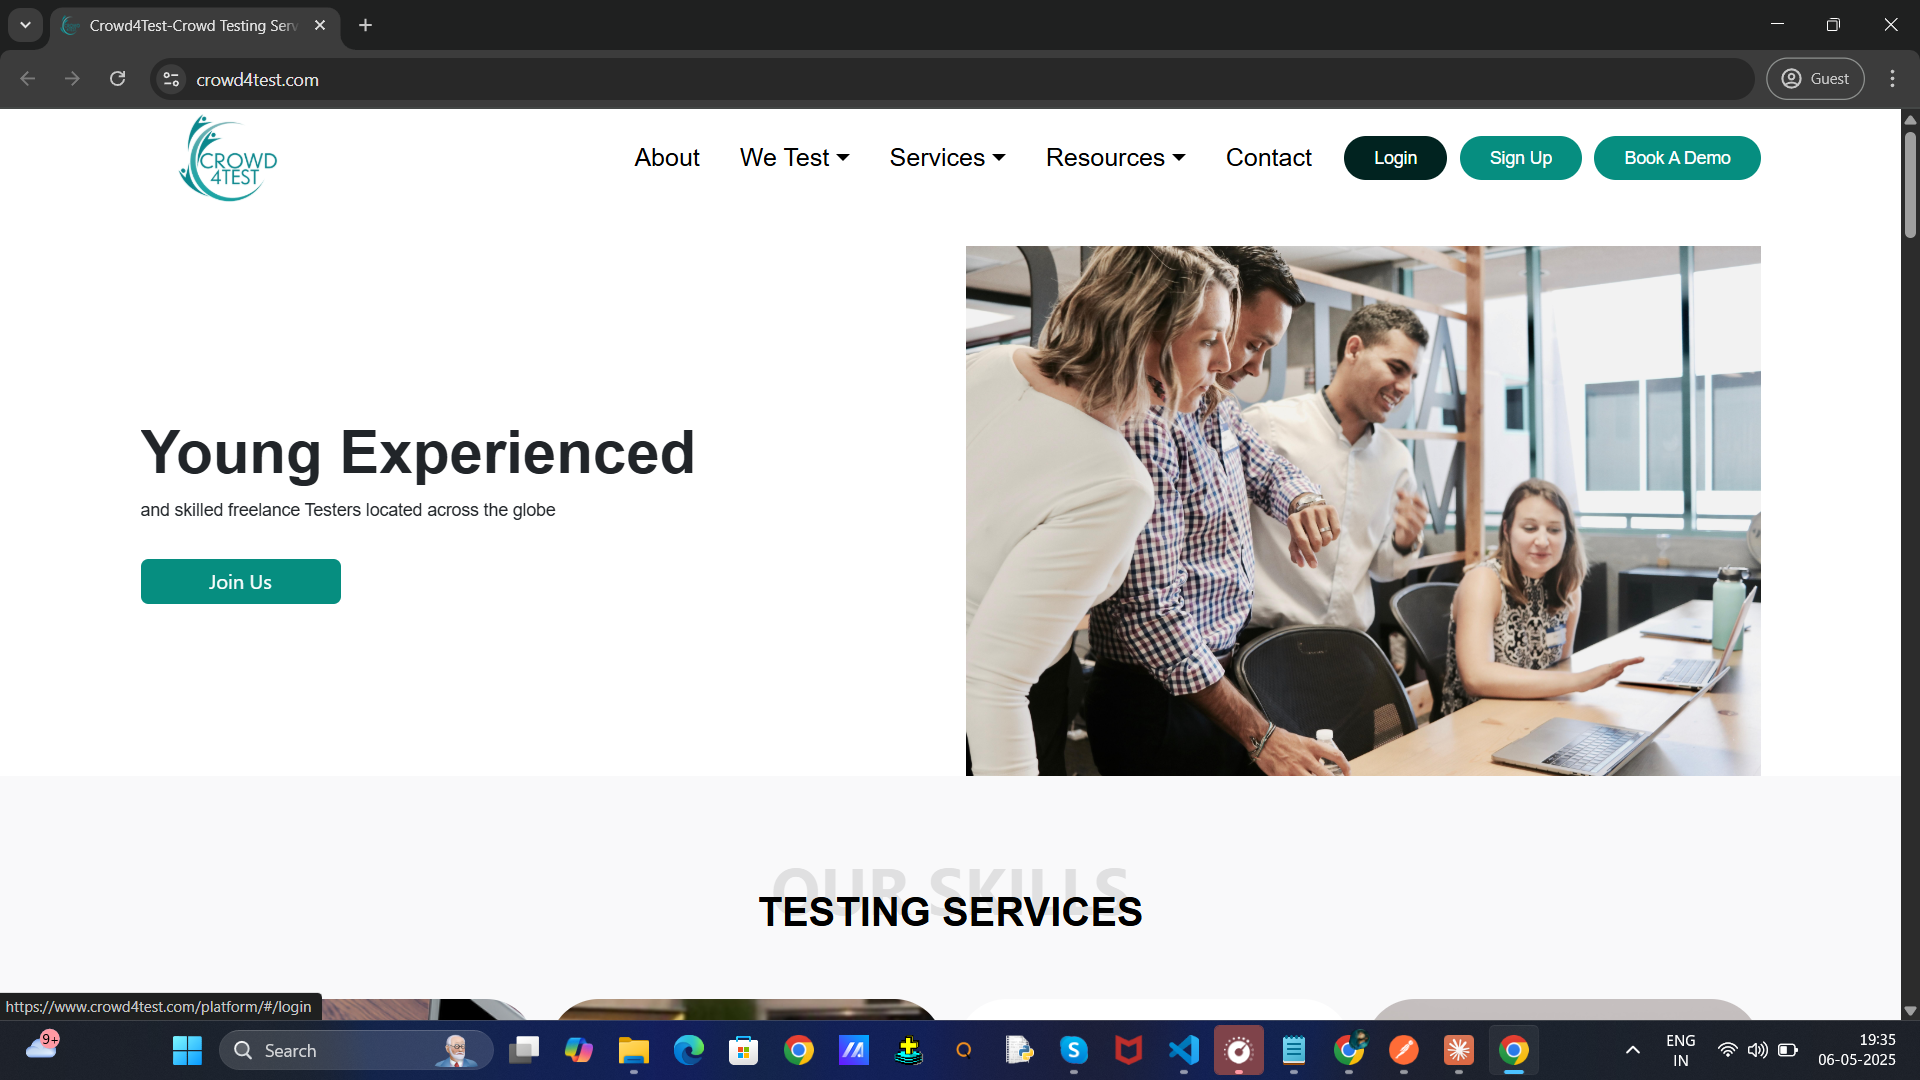 Crowd4Test-Crowd Testing Serv
crowd4test.com
Guest
CROWD
4TEST
About
We Test
Services
Resources
Contact
Login
Sign Up
Book A Demo
Young Experienced
and skilled freelance Testers located across the globe
Join Us
OUR SKILLS
TESTING SERVICES
https://www.crowd4test.com/platform/#/login
9+
Search
ENG
IN
19:35
06-05-2025